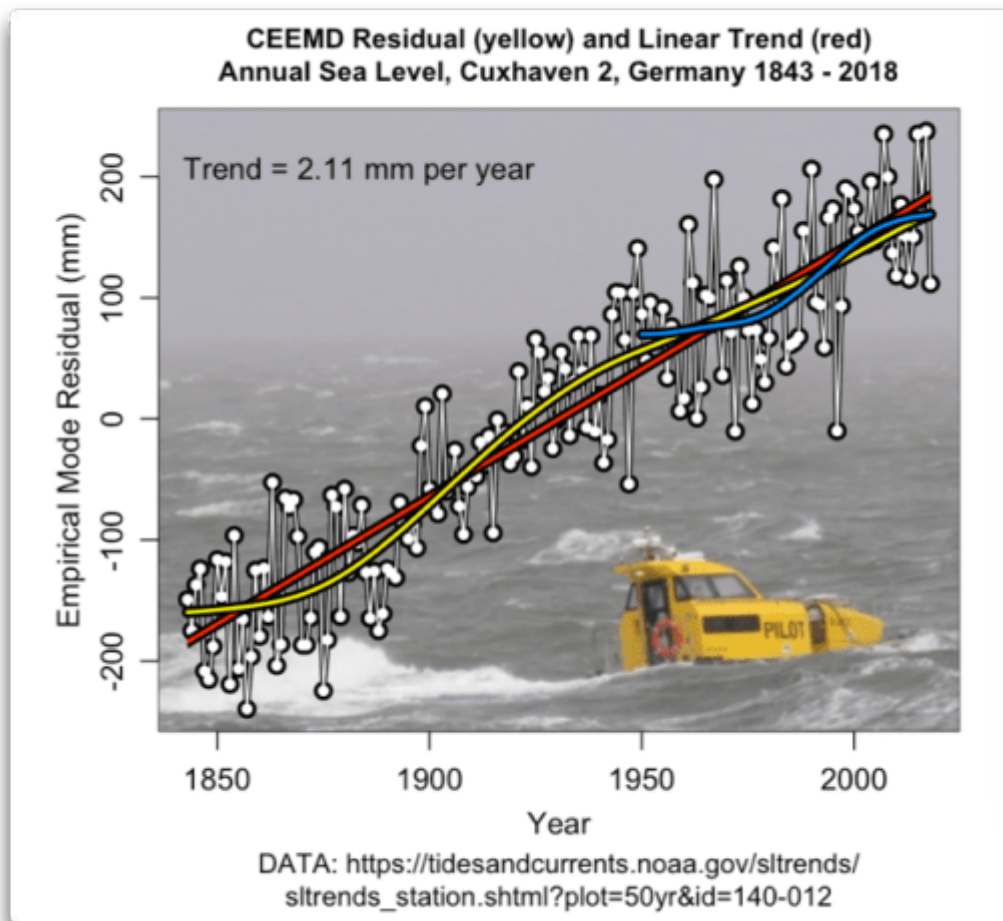 CEEMD Residual (yellow) and Linear Trend (red)
Annual Sea Level, Cuxhaven 2, Germany 1843 - 2018
Trend = 2.11 mm per year
Empirical Mode Residual (mm)
200
100
0
-100
-200
PILOT
1850
1900
1950
2000
Year
DATA: https://tidesandcurrents.noaa.gov/sltrends/
sltrends_station.shtml?plot=50yr&id=140-012